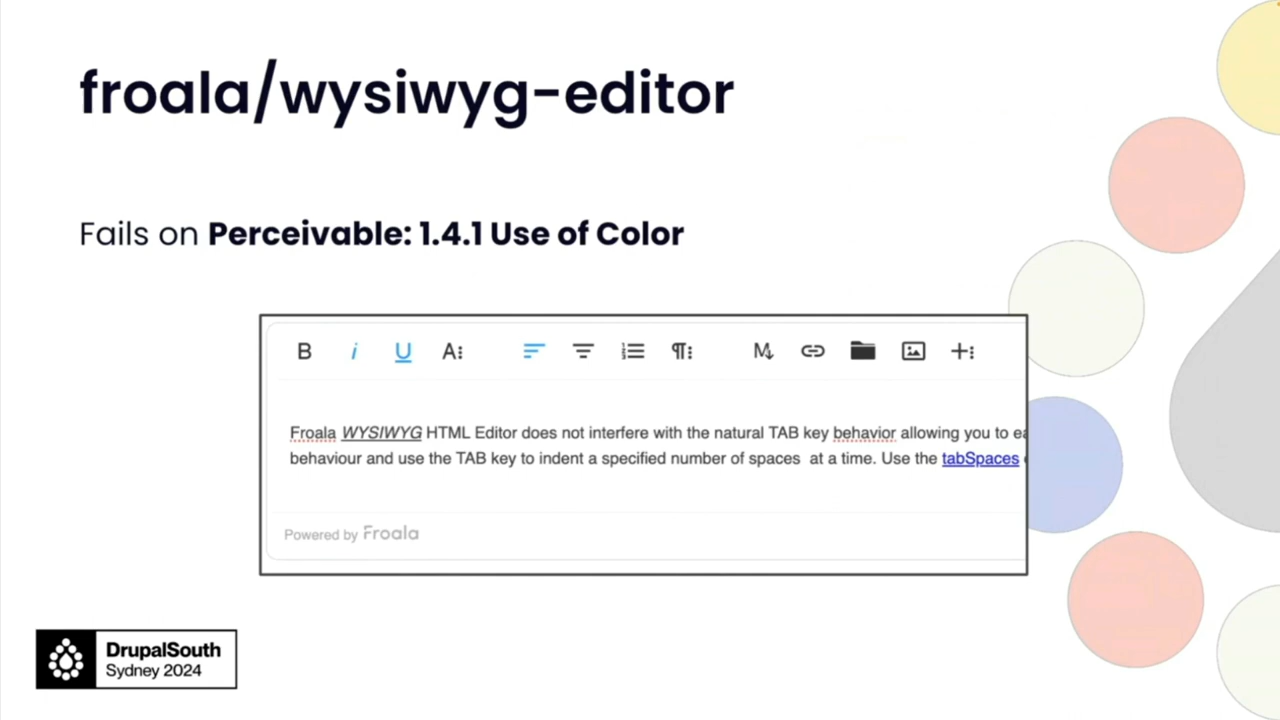 froala/wysiwyg-editor
Fails on Perceivable: 1.4.1 Use of Color
B i U A
M
Froala WYSIWYG HTML Editor does not interfere with the natural TAB key behavior allowing you to
behaviour and use the TAB key to indent a specified number of spaces at a time. Use the tabSpaces
Powered by Froala
DrupalSouth
Sydney 2024